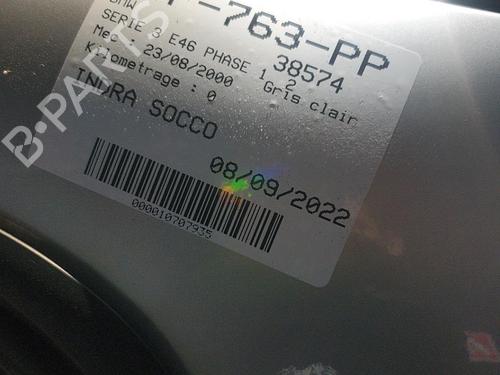 -763-PP
BMW 38574
SERIE 3 E46 PHASE 1 2
Mec : 23/08/2000 Gris clair
Kilometrage : 0
INDRA SOCCO
08/09/2022
000010707935
B-PARTS